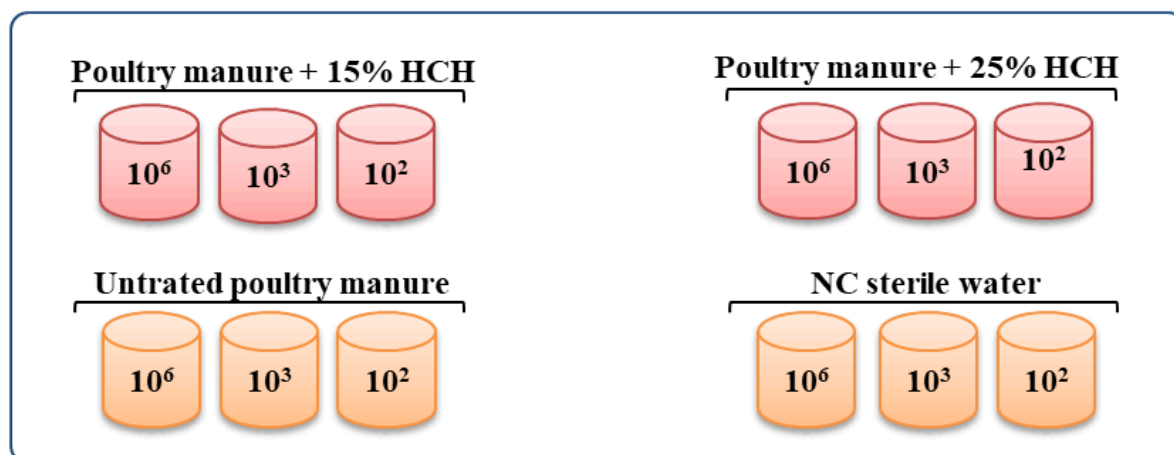 Poultry manure + 15% HCH
10⁶ 10³ 10²
Poultry manure + 25% HCH
10⁶ 10³ 10²
Untrated poultry manure
10⁶ 10³ 10²
NC sterile water
10⁶ 10³ 10²